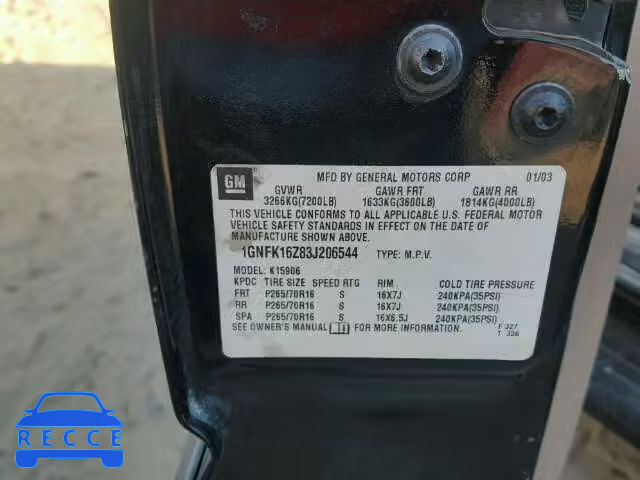 GM MFD BY GENERAL MOTORS CORP 01/03
GVWR GAWR FRT GAWR RR
3266KG(7200LB) 1633KG(3600LB) 1814KG(4000LB)
THIS VEHICLE CONFORMS TO ALL APPLICABLE U.S. FEDERAL MOTOR
VEHICLE SAFETY STANDARDS IN EFFECT ON THE DATE OF
MANUFACTURE SHOWN ABOVE.
1GNFK16Z83J206544 TYPE: M.P.V.
MODEL: K15906
KPDC TIRE SIZE SPEED RTG RIM COLD TIRE PRESSURE
FRT P265/70R16 S 16X7J 240KPA(35PSI)
RR P265/70R16 S 16X7J 240KPA(35PSI)
SPA P265/70R16 S 16X6.5J 240KPA(35PSI)
SEE OWNER'S MANUAL FOR MORE INFORMATION.
F 327
T 336
RECCE